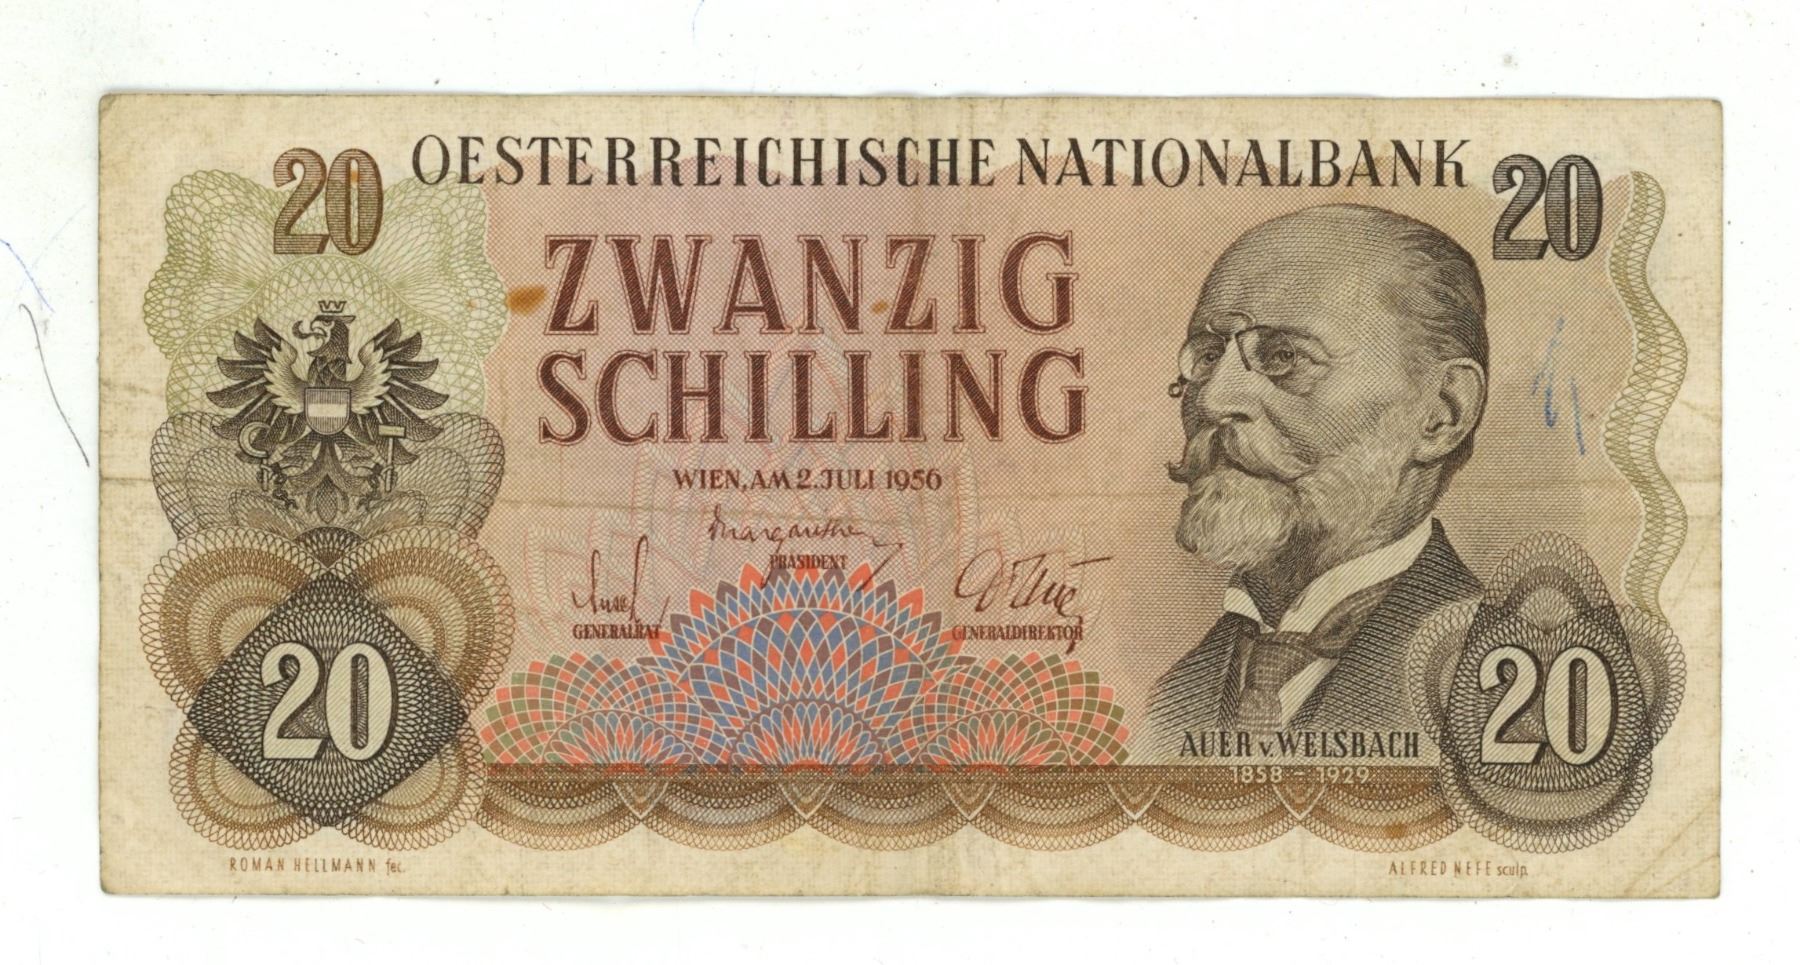 OESTERREICHISCHE NATIONALBANK
20
20
ZWANZIG
SCHILLING
WIEN, AM 2. JULI 1956
PRÄSIDENT
GENERALRAT
GENERALDIREKTOR
20
20
AUER v. WELSBACH
1858 - 1929
ROMAN HELLMANN fec.
ALFRED NEFE sculp.